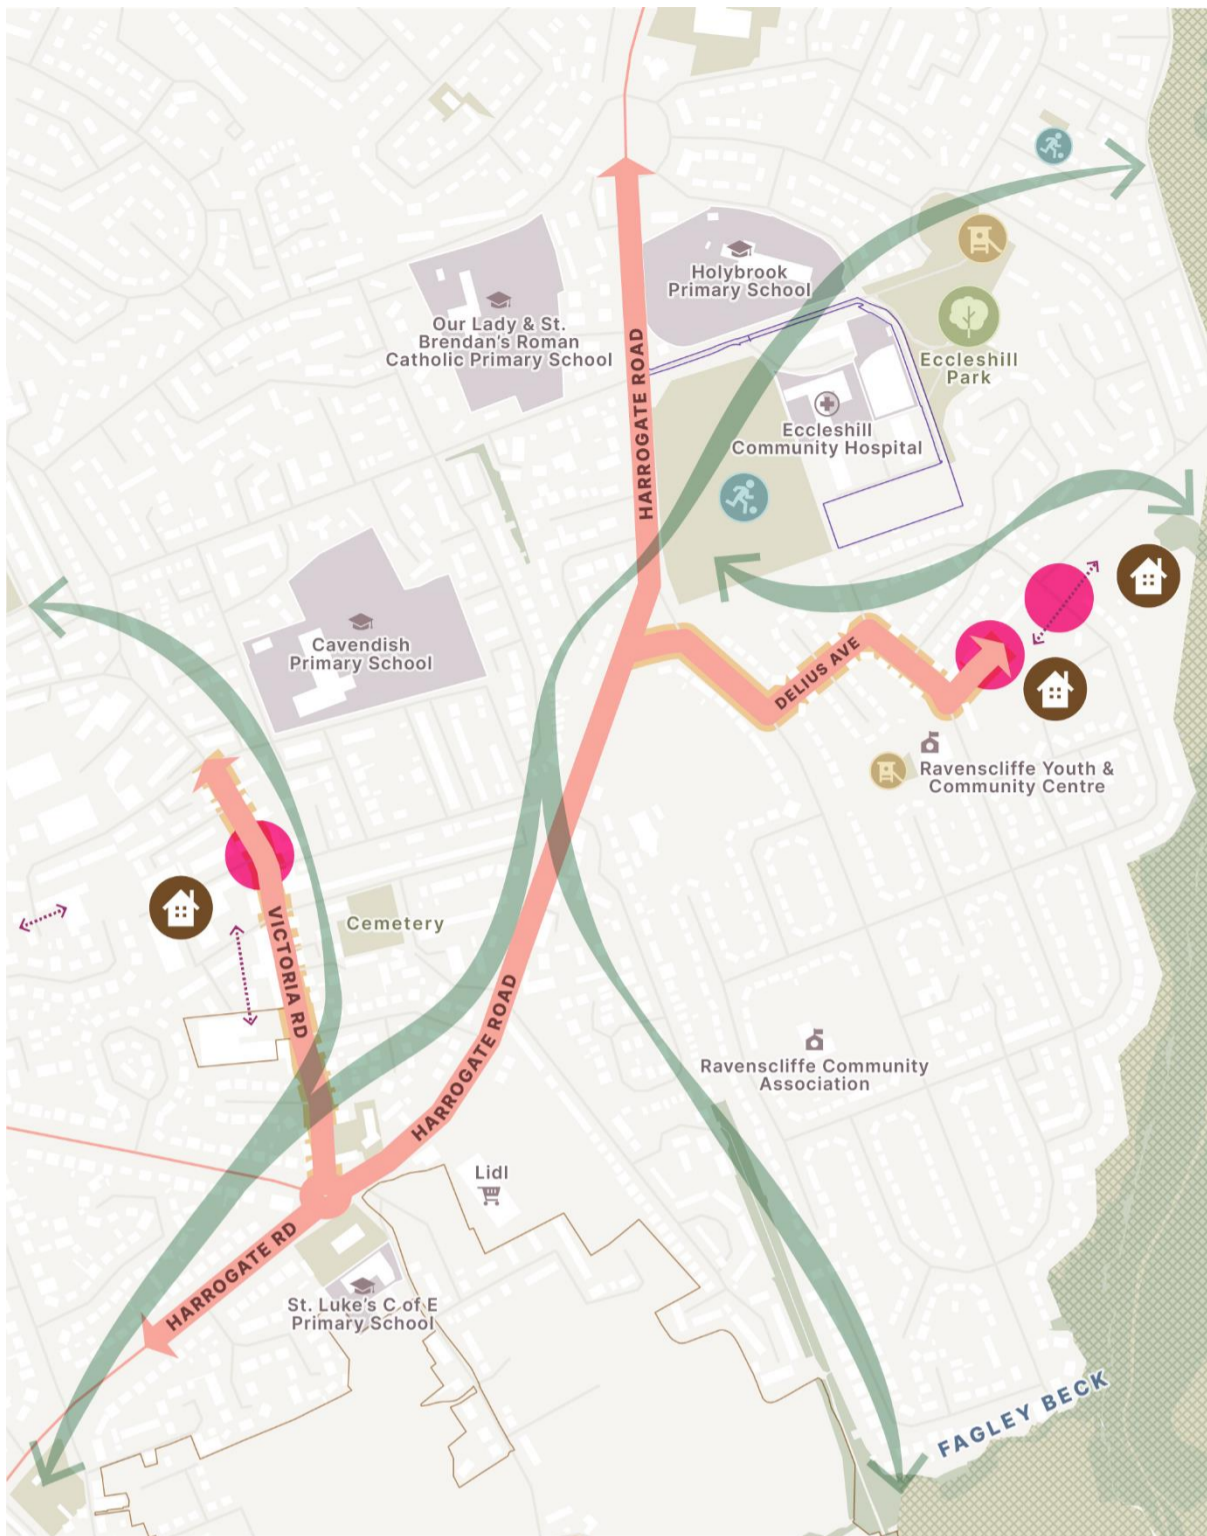 Holybrook
Primary School
Our Lady & St.
Brendan's Roman
Catholic Primary School
HARROGATE ROAD
Eccleshill
Park
Eccleshill
Community Hospital
Cavendish
Primary School
DELIUS AVE
Ravenscliffe Youth &
Community Centre
Cemetery
VICTORIA RD
HARROGATE ROAD
Ravenscliffe Community
Association
Lidl
HARROGATE RD
St. Luke's C of E
Primary School
FAGLEY BECK